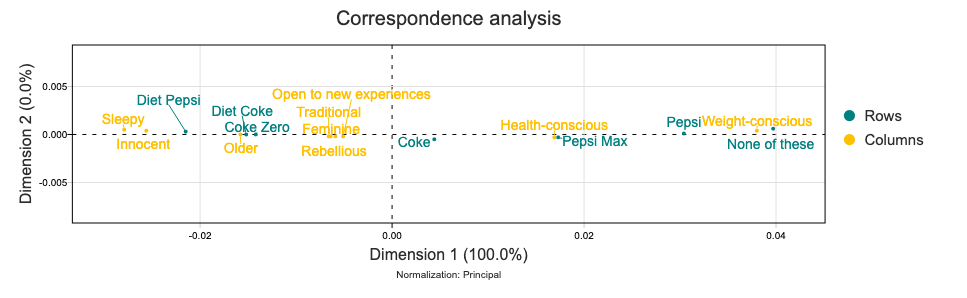 Correspondence analysis
Dimension 2 (0.0%)
0.005
0.000
-0.005
Open to new experiences
Diet Pepsi
Diet Coke
Traditional
Sleepy
Coke Zero
Feminine
Health-conscious
Pepsi
Weight-conscious
Innocent
Older
Rebellious
Coke
Pepsi Max
None of these
Rows
Columns
-0.02
0.00
0.02
0.04
Dimension 1 (100.0%)
Normalization: Principal